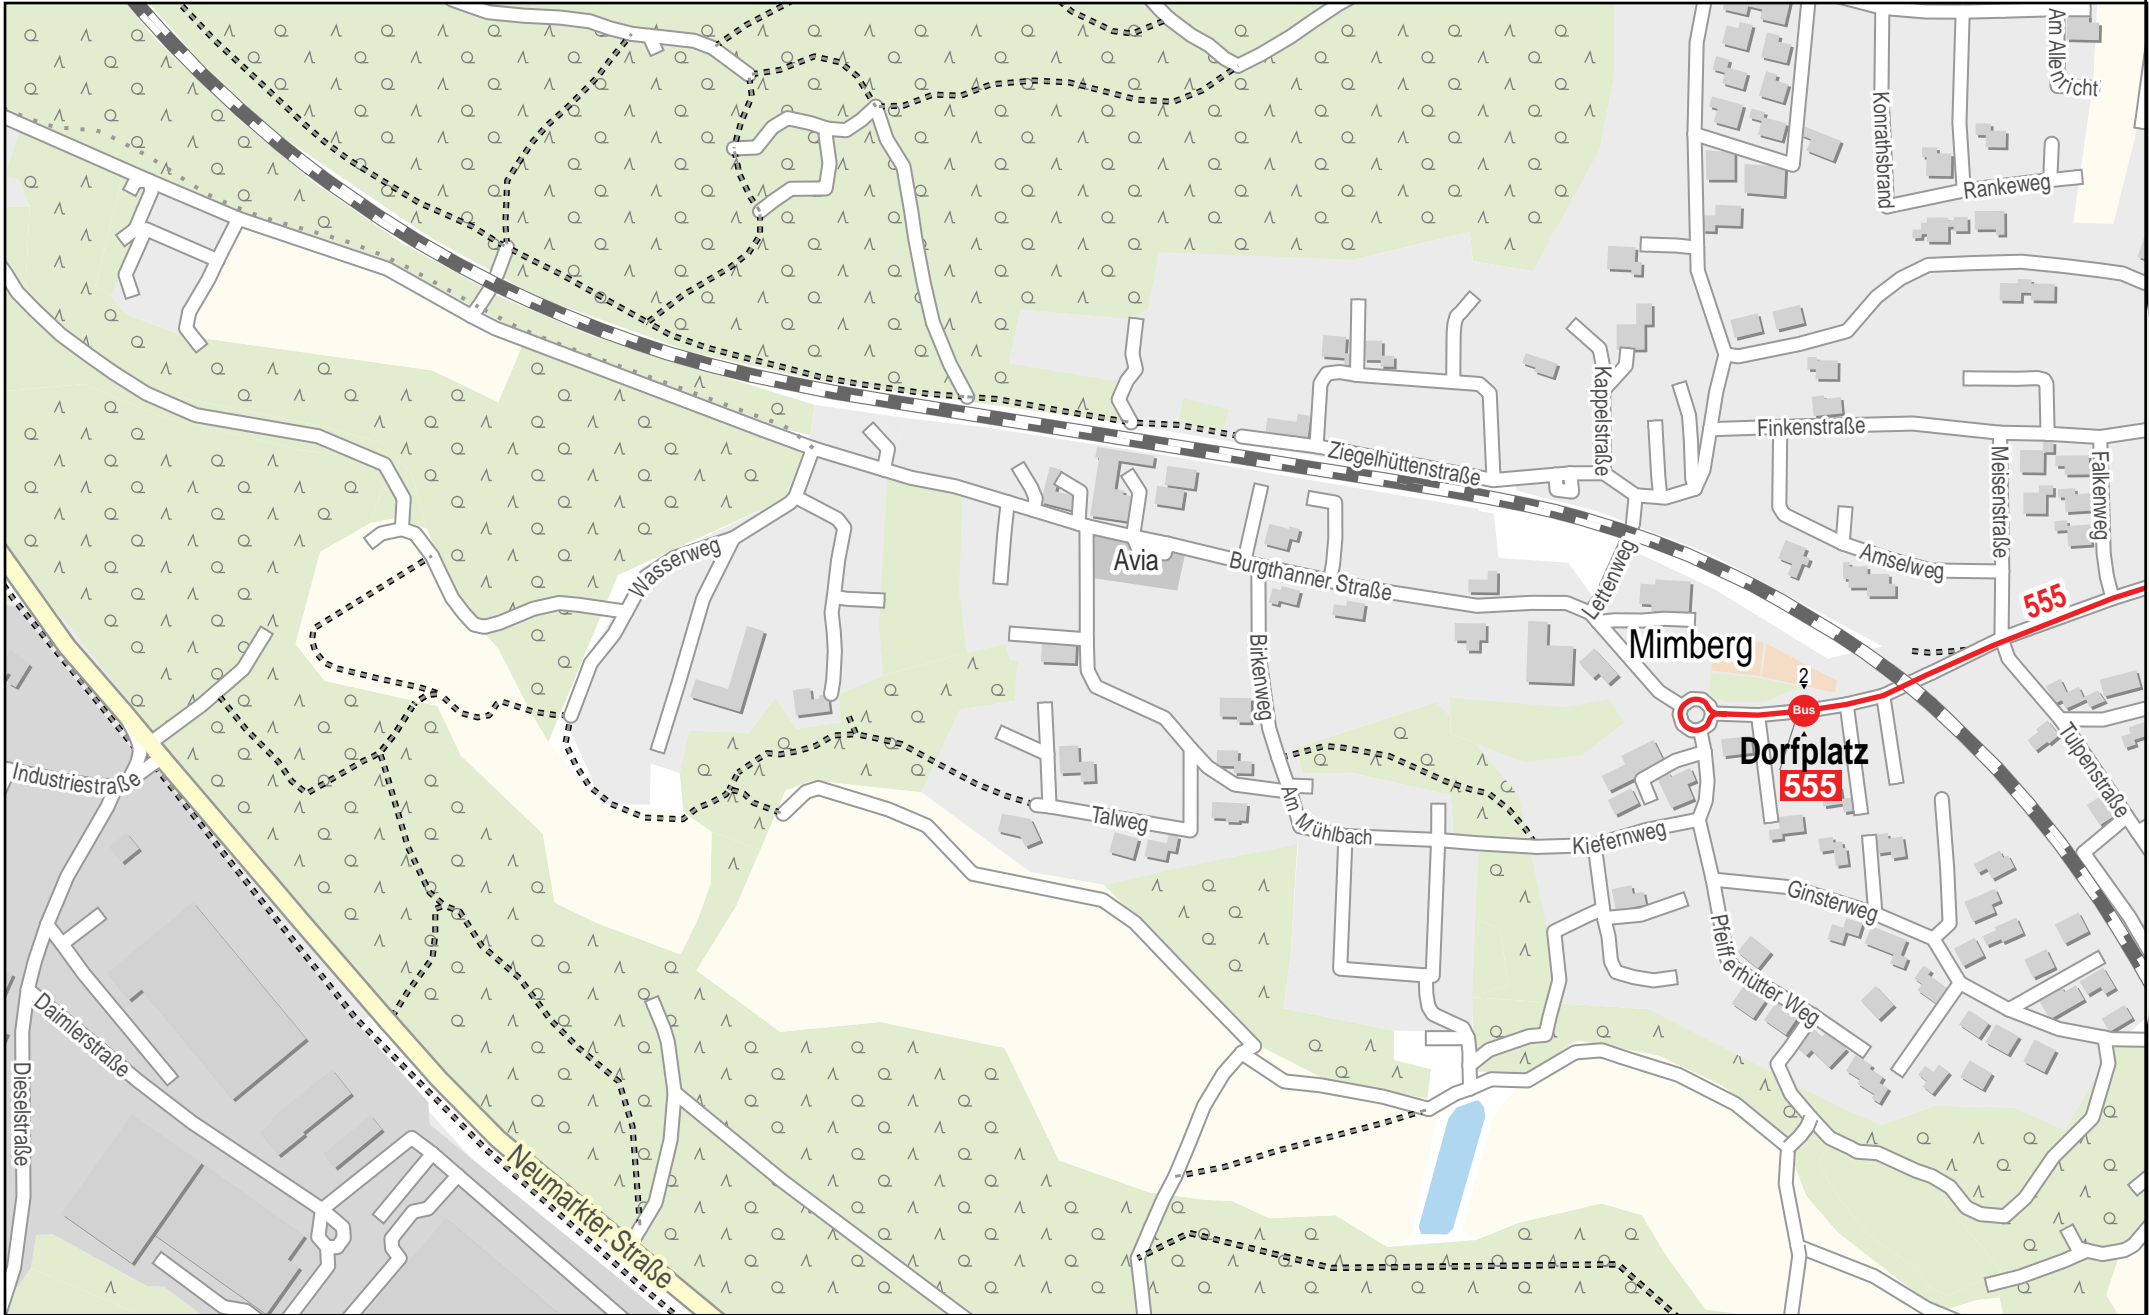 Am Allenricht
Konrathsbrand
Rankeweg
Kappelstraße
Finkenstraße
Ziegelhüttenstraße
Meisenstraße
Falkenweg
Wasserweg
Avia
Burgthanner Straße
Lettenweg
Amselweg
555
Mimberg
Birkenweg
2
Bus
Dorfplatz
555
Tulpenstraße
Industriestraße
Talweg
Am Mühlbach
Kiefernweg
Ginsterweg
Pfeifferhütter Weg
Daimlerstraße
Dieselstraße
Neumarkter Straße